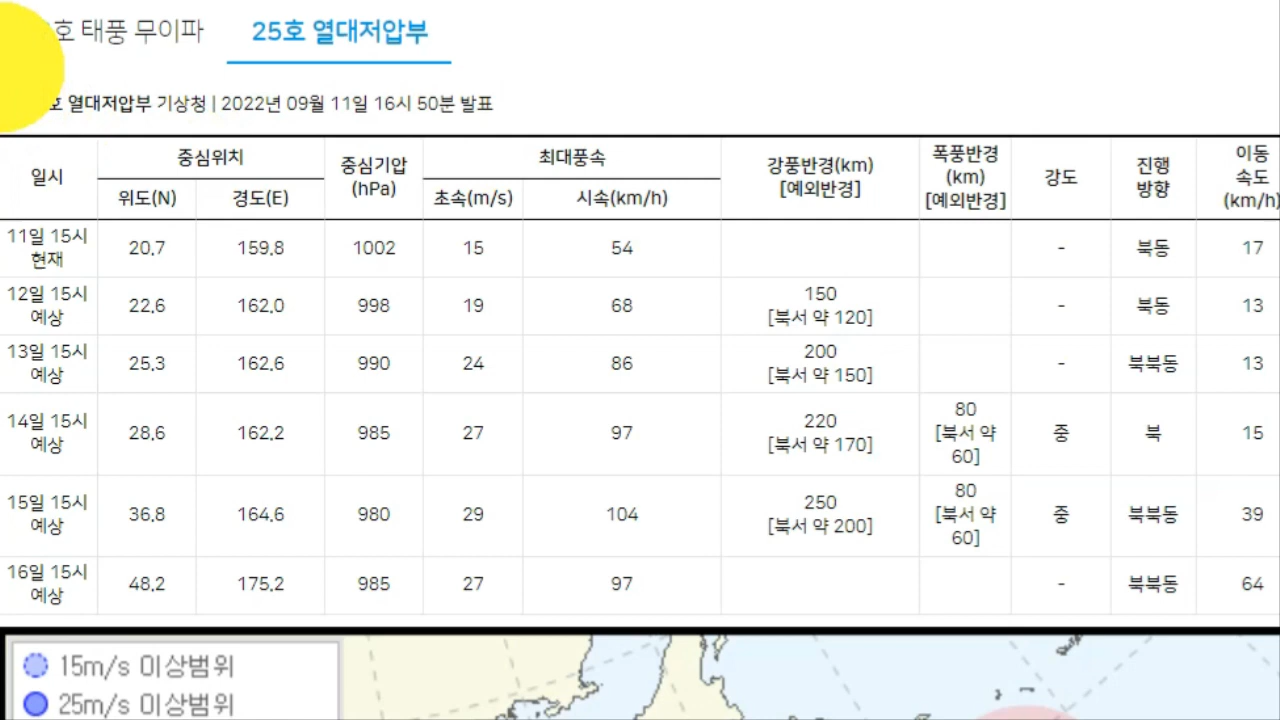 호 태풍 무이파 25호 열대저압부
호 열대저압부 기상청 | 2022년 09월 11일 16시 50분 발표
일시 중심위치 중심기압 (hPa) 최대풍속 강풍반경(km) [예외반경] 폭풍반경 (km) [예외반경] 강도 진행 방향 이동 속도 (km/h)
위도(N) 경도(E) 초속(m/s) 시속(km/h)
11일 15시 현재 20.7 159.8 1002 15 54 - 북동 17
12일 15시 예상 22.6 162.0 998 19 68 150 [북서 약 120] - 북동 13
13일 15시 예상 25.3 162.6 990 24 86 200 [북서 약 150] - 북북동 13
14일 15시 예상 28.6 162.2 985 27 97 220 [북서 약 170] 80 [북서 약 60] 중 북 15
15일 15시 예상 36.8 164.6 980 29 104 250 [북서 약 200] 80 [북서 약 60] 중 북북동 39
16일 15시 예상 48.2 175.2 985 27 97 - 북북동 64
15m/s 이상범위
25m/s 이상범위